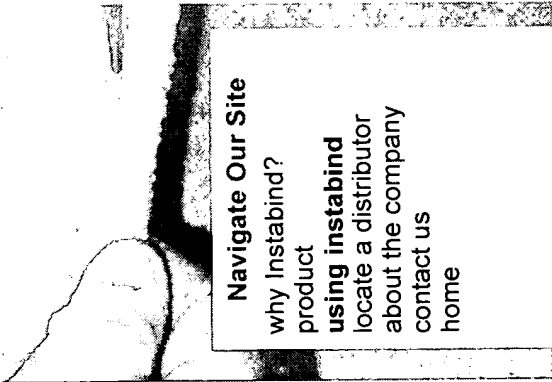 Navigate Our Site
why Instabind?
product
using instabind
locate a distributor
about the company
contact us
home